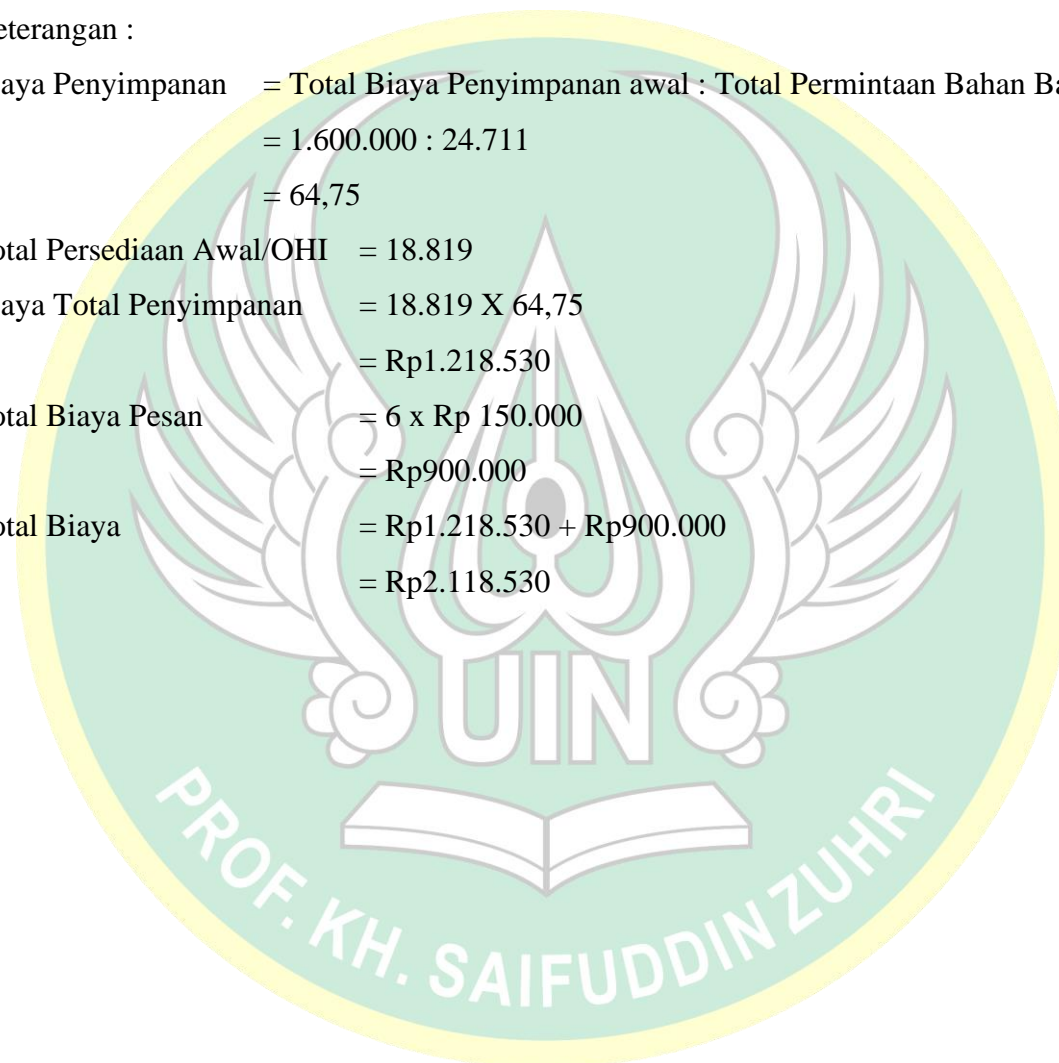 eterangan :
aya Penyimpanan = Total Biaya Penyimpanan awal : Total Permintaan Bahan Ba
= 1.600.000 : 24.711
= 64,75
otal Persediaan Awal/OHI = 18.819
aya Total Penyimpanan = 18.819 X 64,75
= Rp1.218.530
otal Biaya Pesan = 6 x Rp 150.000
= Rp900.000
otal Biaya = Rp1.218.530 + Rp900.000
= Rp2.118.530
UIN
PROF. KH. SAIFUDDIN ZUHRI